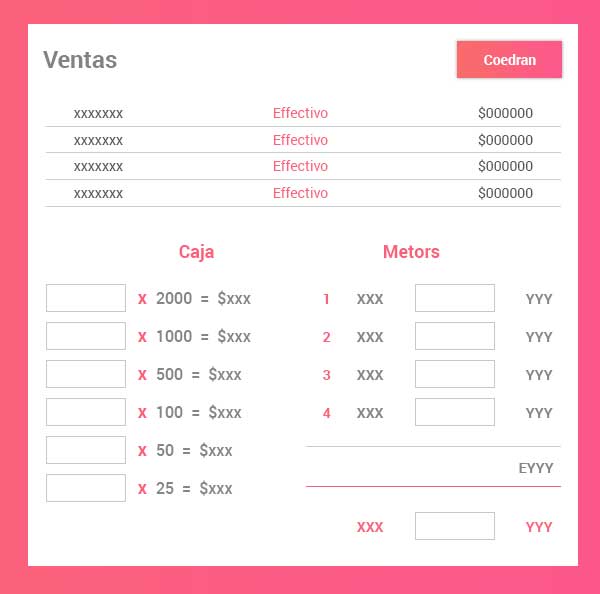 Ventas Coedran
xxxxxxx Effectivo $000000
xxxxxxx Effectivo $000000
xxxxxxx Effectivo $000000
xxxxxxx Effectivo $000000
Caja
x 2000 = $xxx
x 1000 = $xxx
x 500 = $xxx
x 100 = $xxx
x 50 = $xxx
x 25 = $xxx
Metors
1 XXX YYY
2 XXX YYY
3 XXX YYY
4 XXX YYY
EYYY
XXX YYY